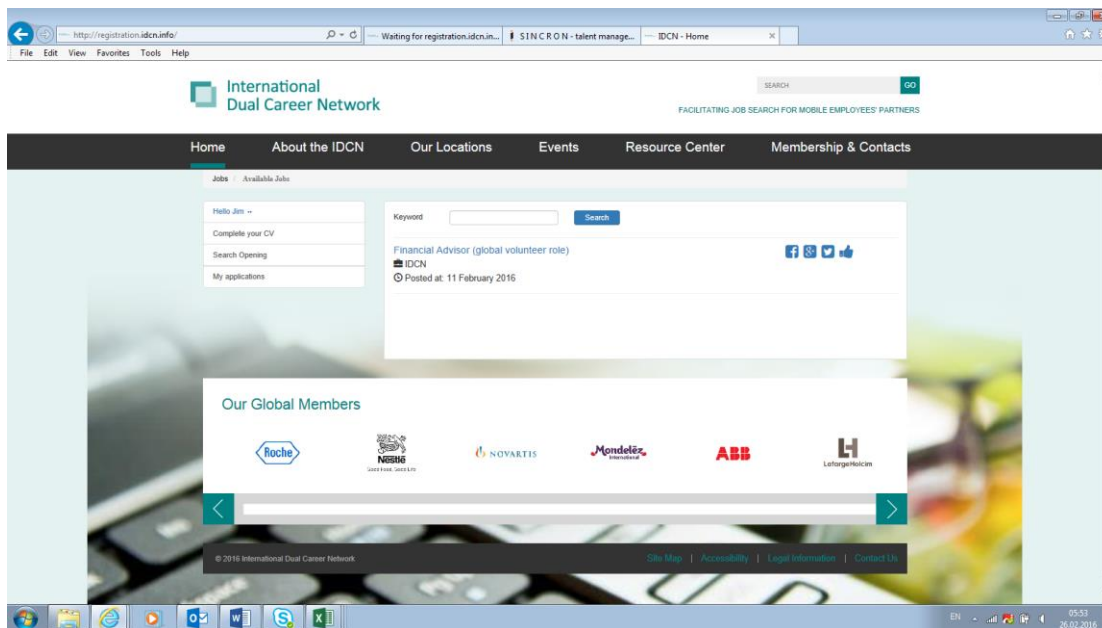 http://registration.idcn.info/
Waiting for registration.idcn.in...
S I N C R O N - talent manage...
IDCN - Home
File Edit View Favorites Tools Help
International
Dual Career Network
SEARCH
GO
FACILITATING JOB SEARCH FOR MOBILE EMPLOYEES' PARTNERS
Home About the IDCN Our Locations Events Resource Center Membership & Contacts
Jobs / Available Jobs
Hello Jim --
Complete your CV
Search Opening
My applications
Keyword
Search
Financial Advisor (global volunteer role)
IDCN
Posted at: 11 February 2016
Our Global Members
Roche
Nestlé
Good Food, Good Life
NOVARTIS
Mondelēz
International
ABB
LafargeHolcim
© 2016 International Dual Career Network
Site Map | Accessibility | Legal Information | Contact Us
EN
05:53
26.02.2016